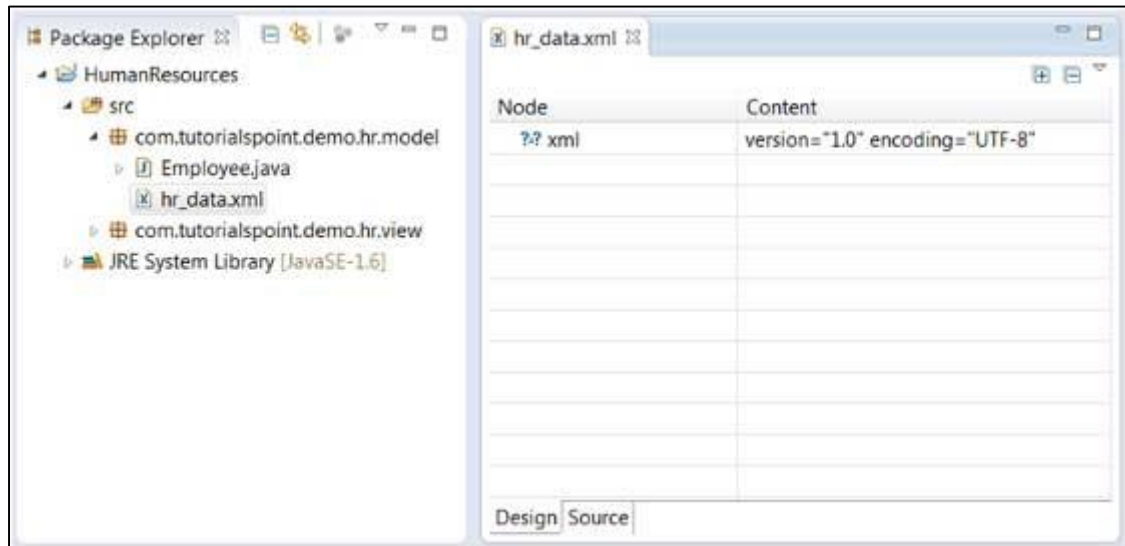 Package Explorer
HumanResources
src
com.tutorialspoint.demo.hr.model
Employee.java
hr_data.xml
com.tutorialspoint.demo.hr.view
JRE System Library [JavaSE-1.6]
hr_data.xml
Node Content
?-? xml version="1.0" encoding="UTF-8"
Design Source